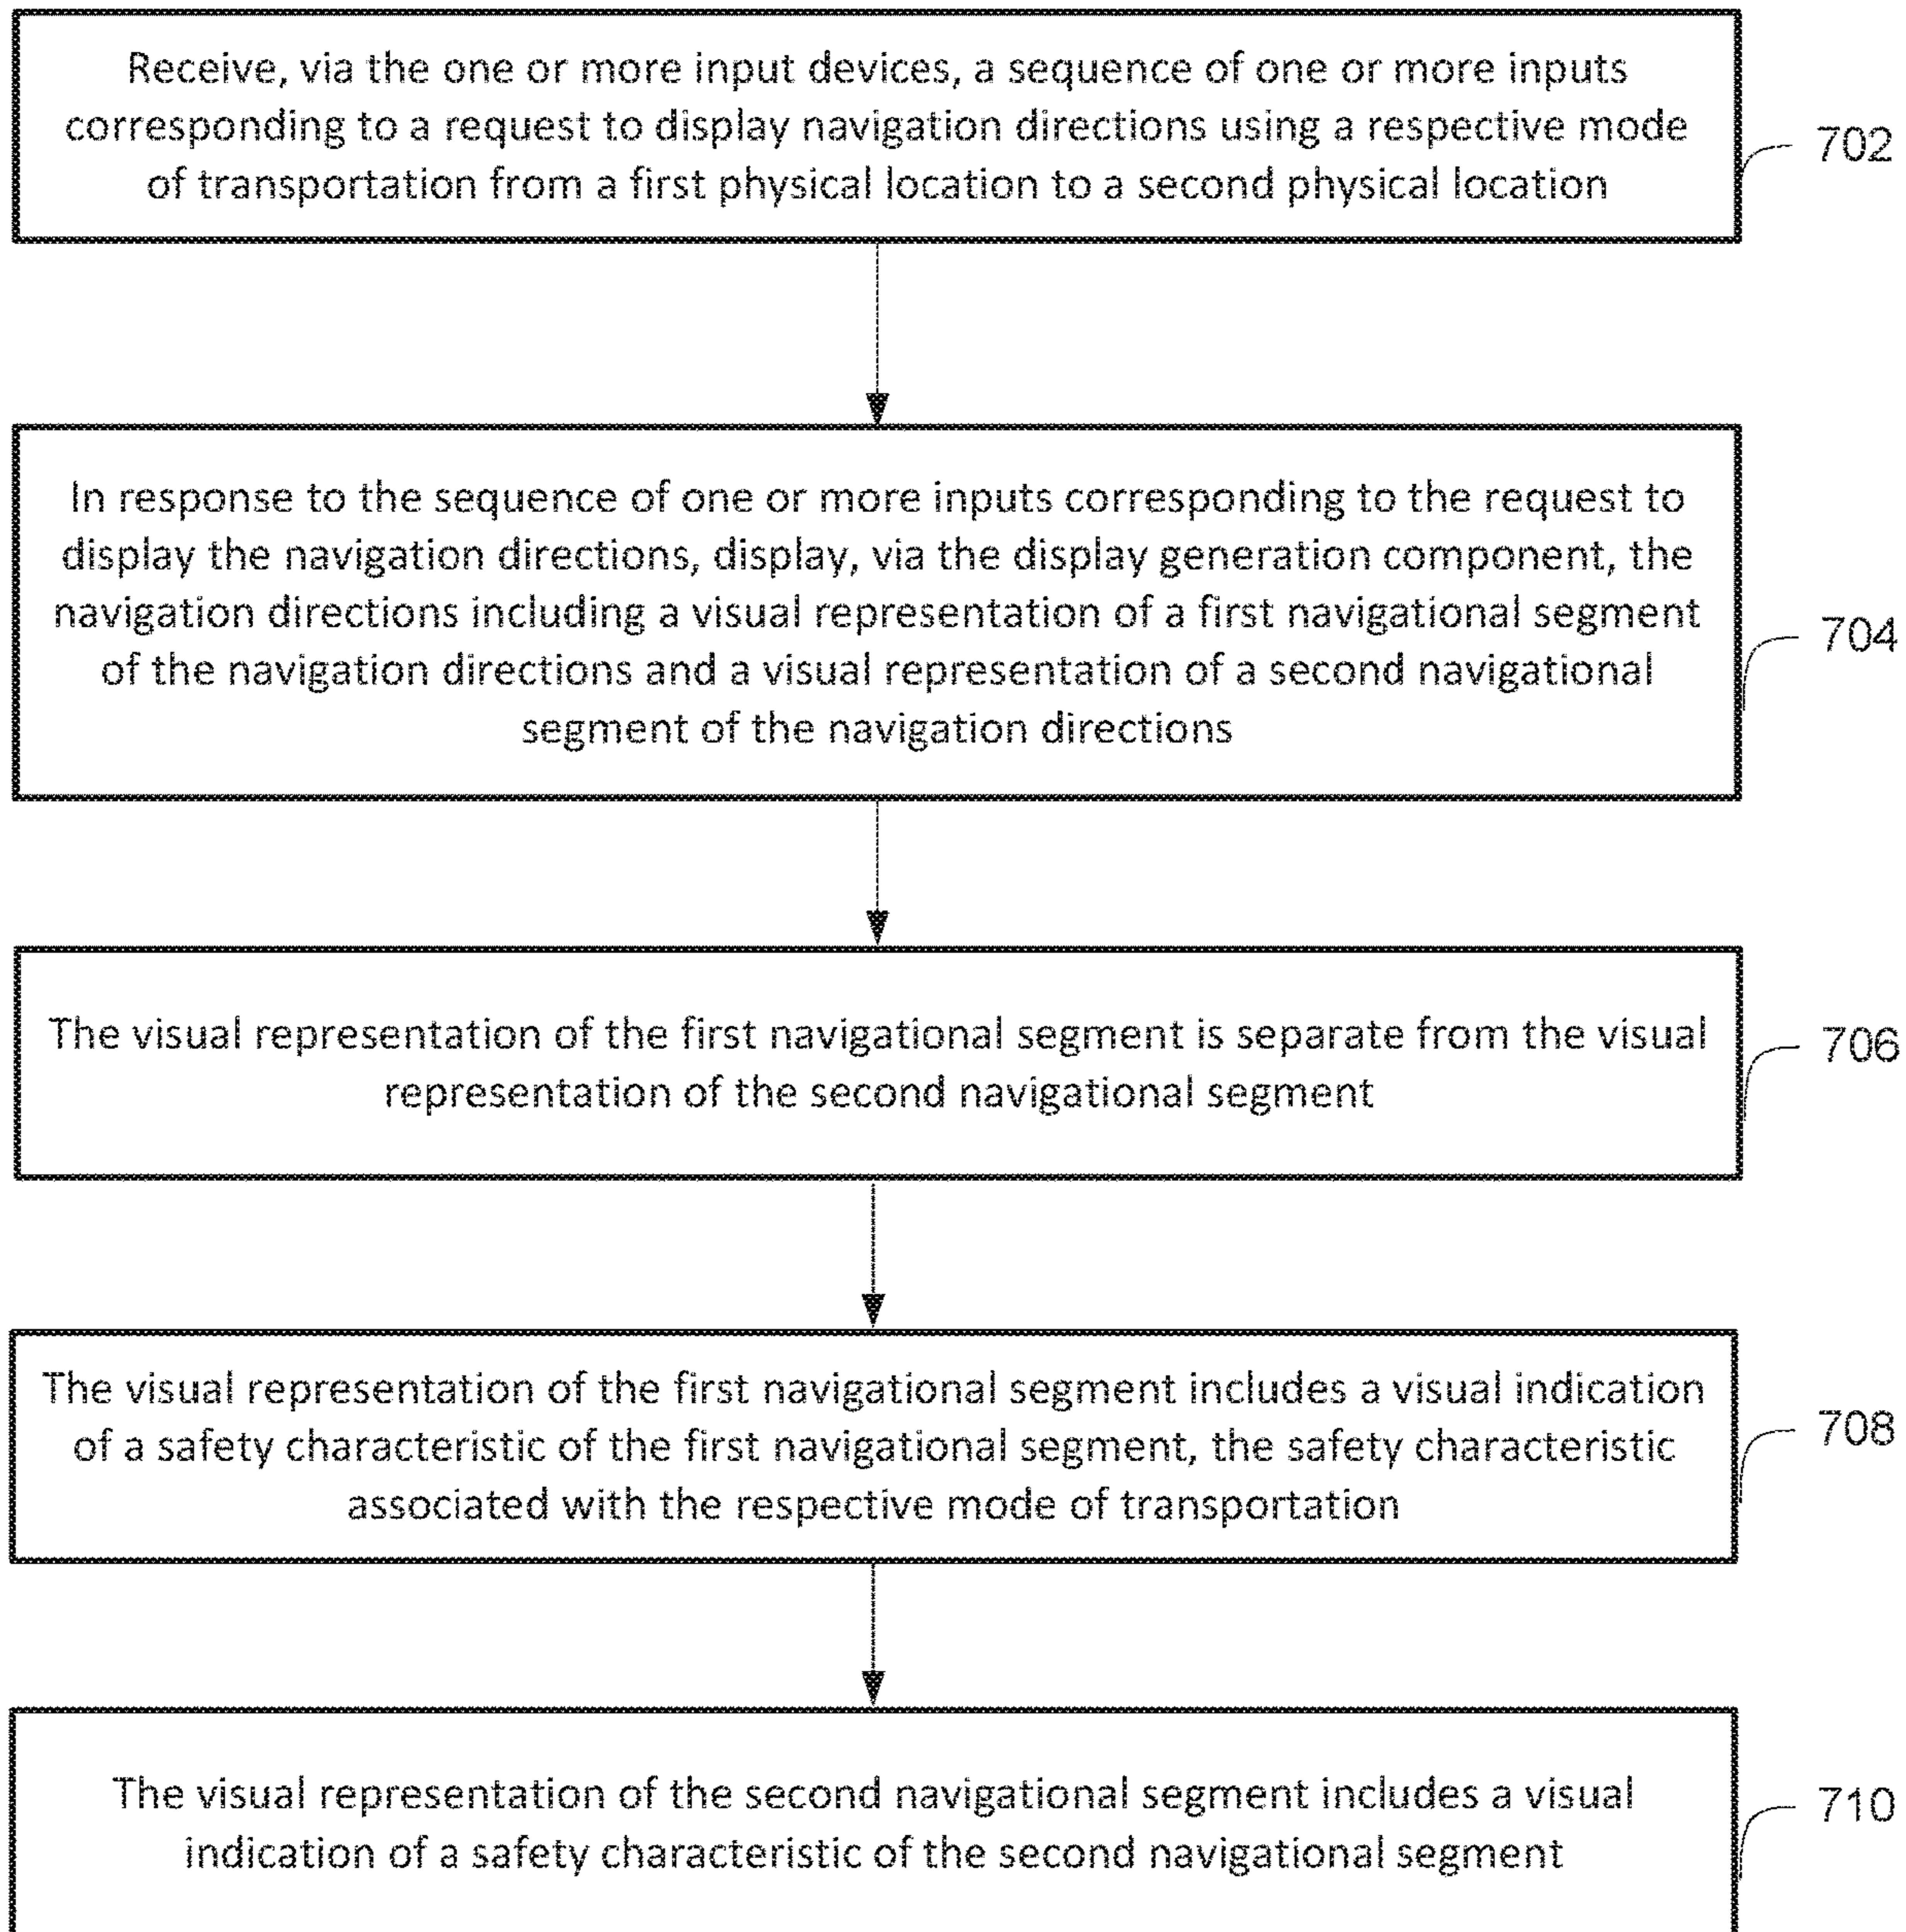 Receive, via the one or more input devices, a sequence of one or more inputs
corresponding to a request to display navigation directions using a respective mode
of transportation from a first physical location to a second physical location
702
In response to the sequence of one or more inputs corresponding to the request to
display the navigation directions, display, via the display generation component, the
navigation directions including a visual representation of a first navigational segment
of the navigation directions and a visual representation of a second navigational
segment of the navigation directions
704
The visual representation of the first navigational segment is separate from the visual
representation of the second navigational segment
706
The visual representation of the first navigational segment includes a visual indication
of a safety characteristic of the first navigational segment, the safety characteristic
associated with the respective mode of transportation
708
The visual representation of the second navigational segment includes a visual
indication of a safety characteristic of the second navigational segment
710